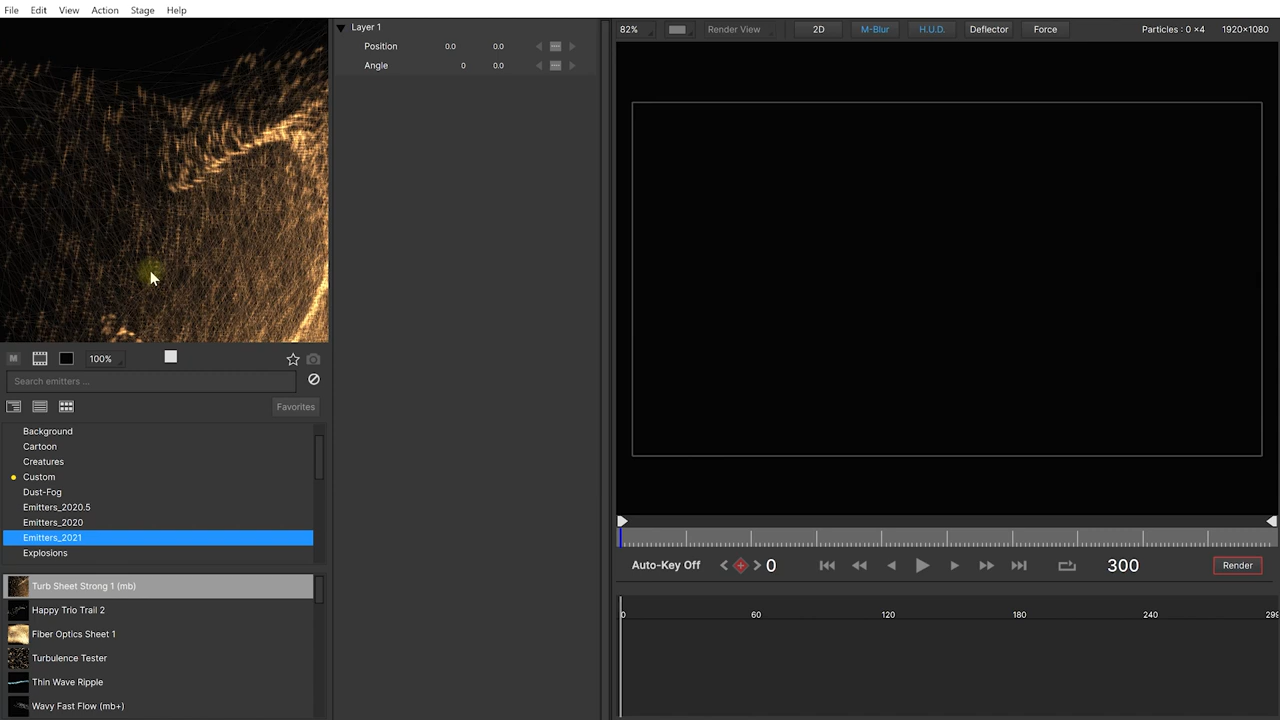 File Edit View Action Stage Help
Layer 1
Position 0.0 0.0
Angle 0 0.0
82% Render View 2D M-Blur H.U.D. Deflector Force Particles : 0 ×4 1920x1080
M 100%
Search emitters ...
Favorites
Background
Cartoon
Creatures
Custom
Dust-Fog
Emitters_2020.5
Emitters_2020
Emitters_2021
Explosions
Turb Sheet Strong 1 (mb)
Happy Trio Trail 2
Fiber Optics Sheet 1
Turbulence Tester
Thin Wave Ripple
Wavy Fast Flow (mb+)
Auto-Key Off 0 300 Render
0 60 120 180 240 299